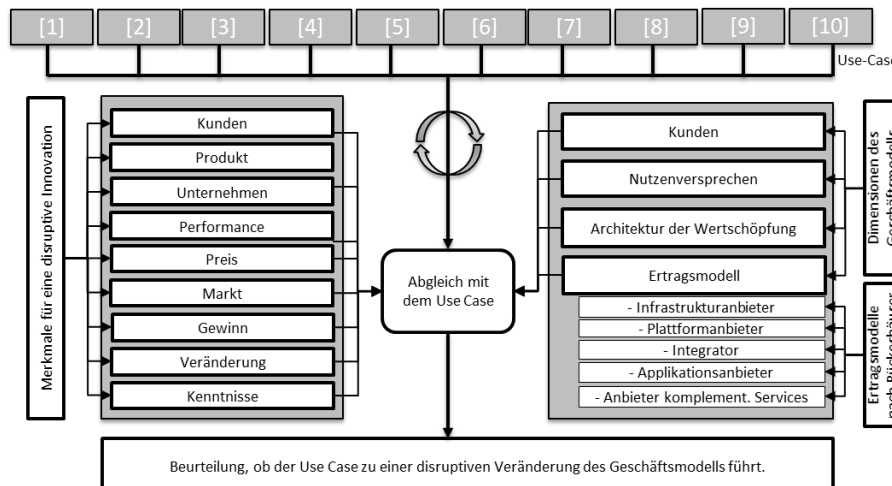 [1] [2] [3] [4] [5] [6] [7] [8] [9] [10]
Use-Case
Merkmale für eine disruptive Innovation
Kunden
Produkt
Unternehmen
Performance
Preis
Markt
Gewinn
Veränderung
Kenntnisse
Abgleich mit
dem Use Case
Kunden
Nutzenversprechen
Architektur der Wertschöpfung
Ertragsmodell
- Infrastrukturanbieter
- Plattformanbieter
- Integrator
- Applikationsanbieter
- Anbieter komplement. Services
Dimensionen des
Geschäftsmodells
Ertragsmodelle
nach
Beurteilung, ob der Use Case zu einer disruptiven Veränderung des Geschäftsmodells führt.